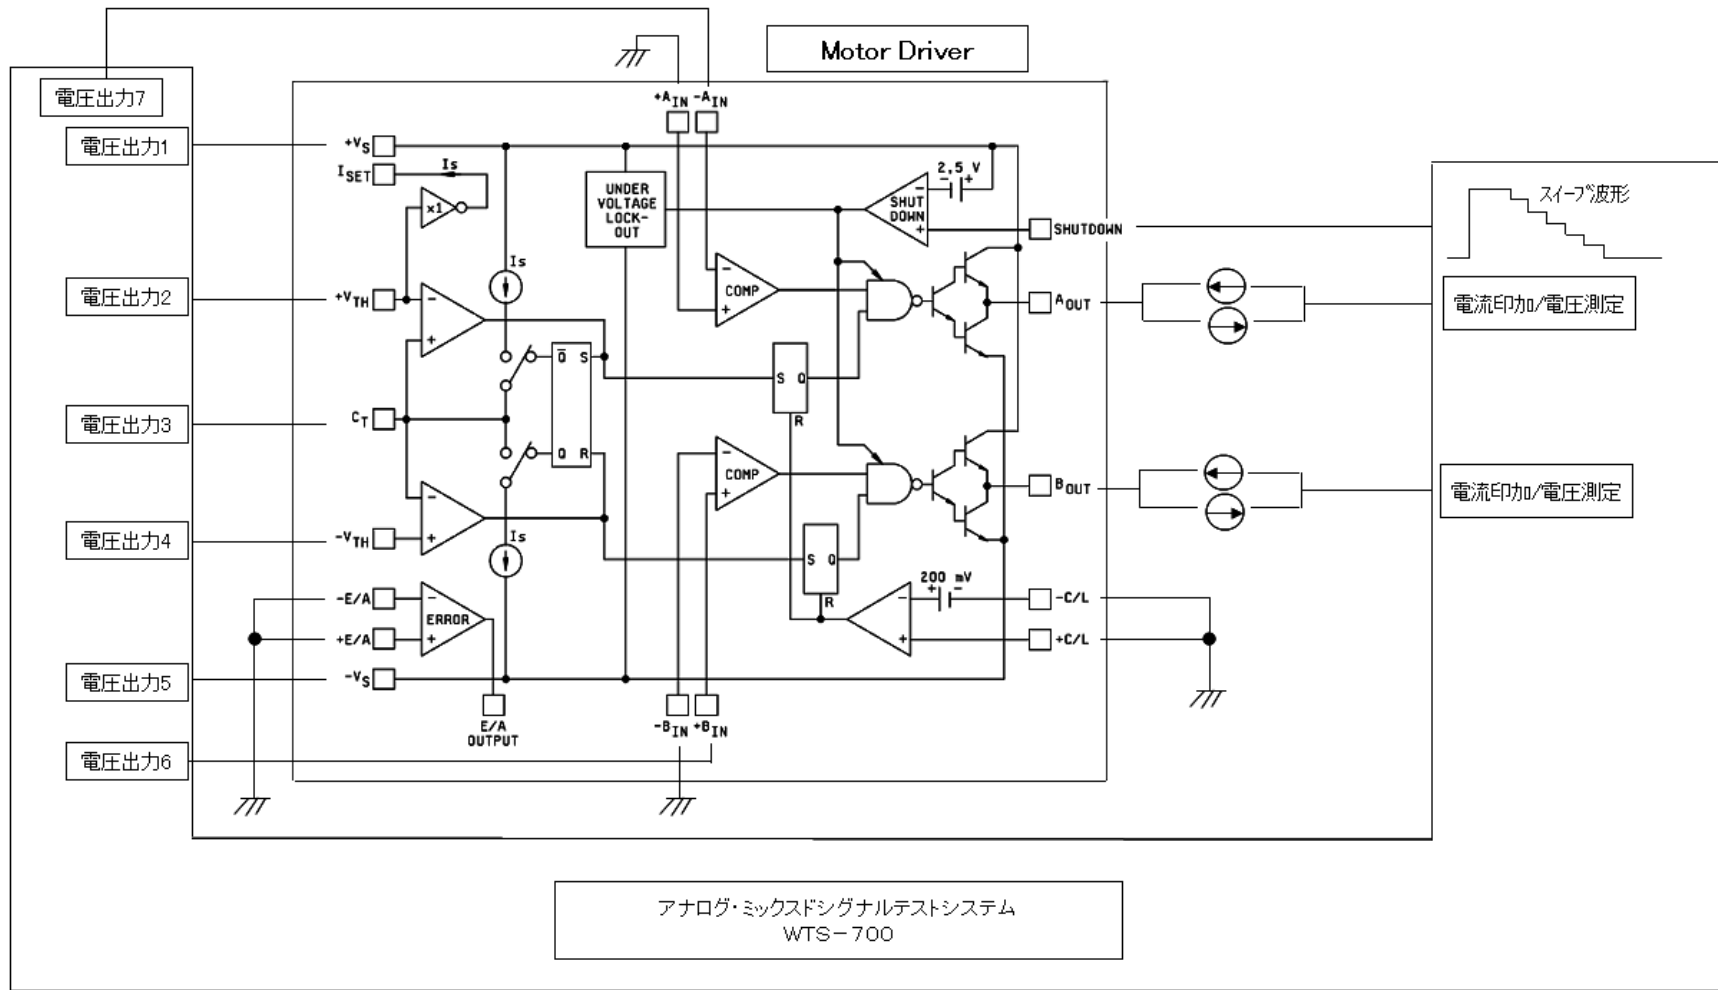 Motor Driver
電圧出力7
電圧出力1
電圧出力2
電圧出力3
電圧出力4
電圧出力5
電圧出力6
+AIN -AIN
+VS
ISET
Is
×1
UNDER
VOLTAGE
LOCK-
OUT
2.5 V
- +
-
SHUT
DOWN
+
SHUTDOWN
スイープ波形
Is
+VTH
-
+
-
COMP
+
AOUT
電流印加/電圧測定
Q̅ S
S Q
R
CT
Q R
-
COMP
+
BOUT
電流印加/電圧測定
-
+
-VTH
Is
S Q
R
200 mV
+ -
-E/A
-
ERROR
+
+E/A
-
+
-C/L
+C/L
-VS
E/A
OUTPUT
-BIN +BIN
アナログ・ミックスドシグナルテストシステム
WTS－700